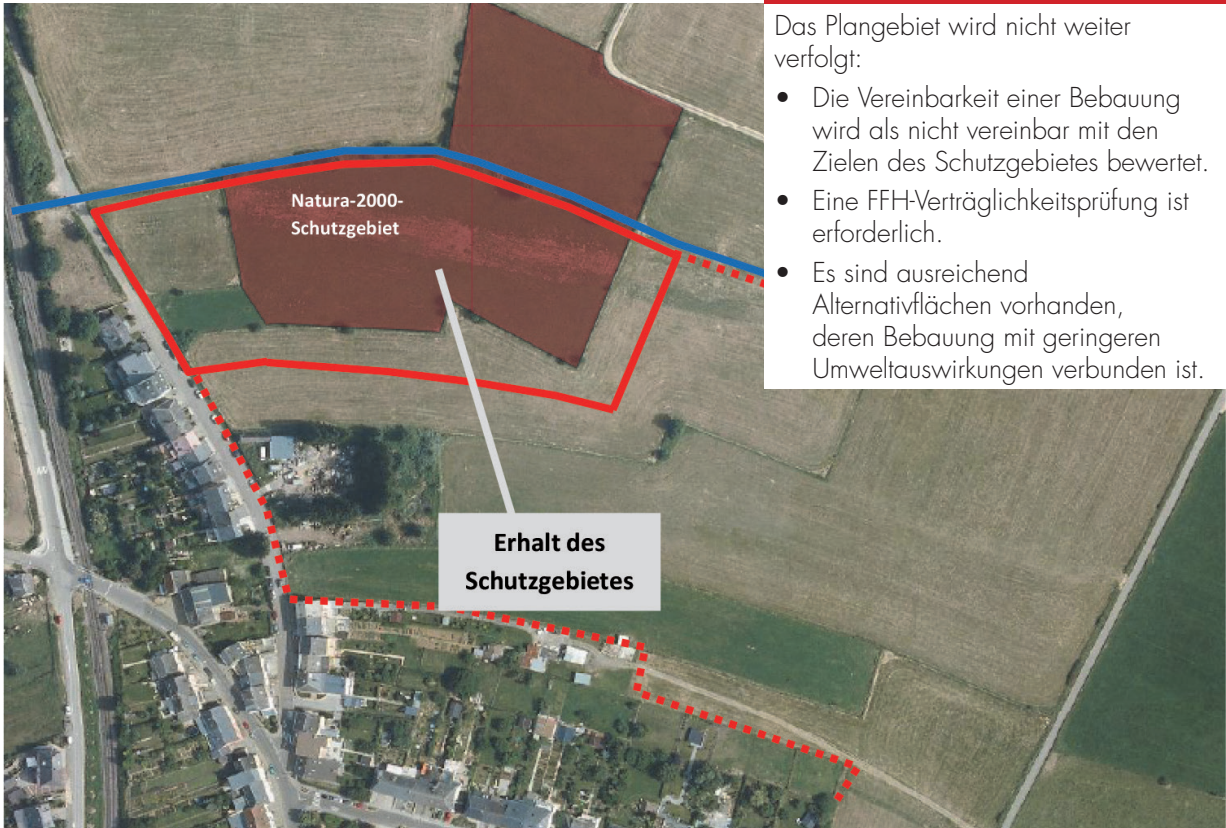 Das Plangebiet wird nicht weiter
verfolgt:
• Die Vereinbarkeit einer Bebauung
wird als nicht vereinbar mit den
Zielen des Schutzgebietes bewertet.
• Eine FFH-Verträglichkeitsprüfung ist
erforderlich.
• Es sind ausreichend
Alternativflächen vorhanden,
deren Bebauung mit geringeren
Umweltauswirkungen verbunden ist.
Natura-2000-
Schutzgebiet
Erhalt des
Schutzgebietes